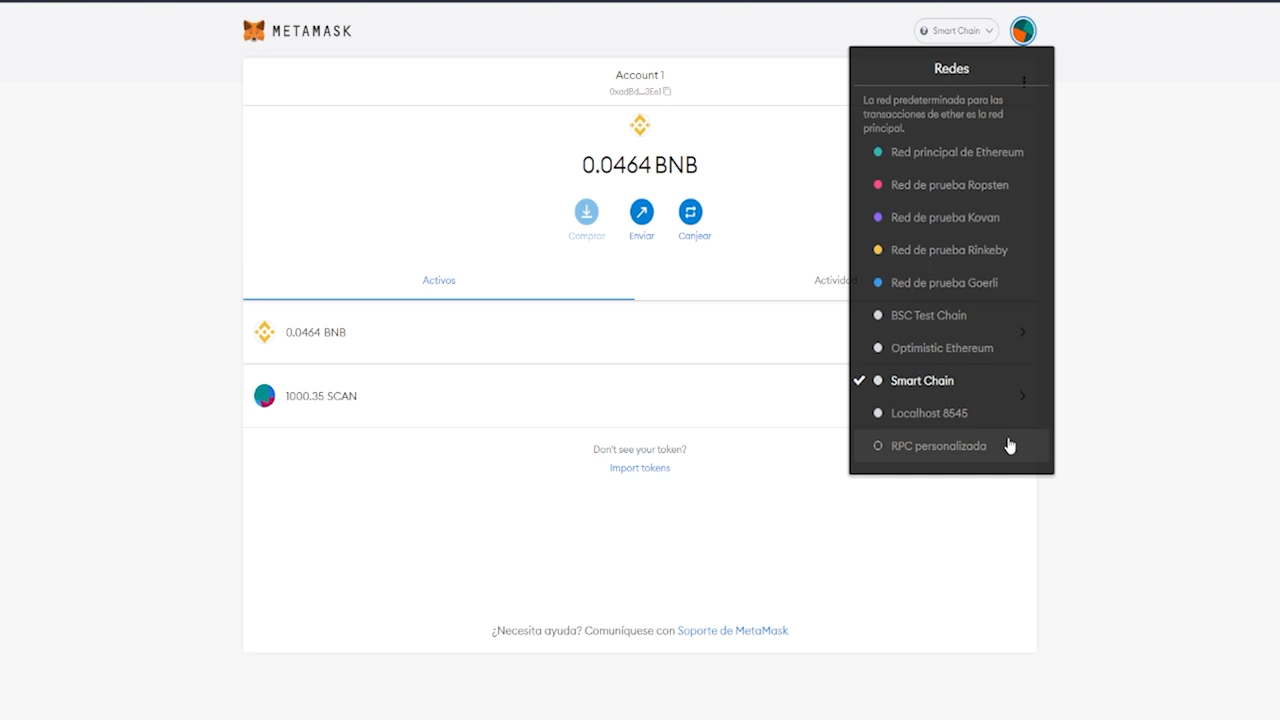 METAMASK
Smart Chain
Account 1
0xadBd...3Ee1
0.0464 BNB
Comprar
Enviar
Canjear
Activos
Actividad
0.0464 BNB
1000.35 SCAN
Don't see your token?
Import tokens
¿Necesita ayuda? Comuníquese con Soporte de MetaMask
Redes
La red predeterminada para las
transacciones de ether es la red
principal.
Red principal de Ethereum
Red de prueba Ropsten
Red de prueba Kovan
Red de prueba Rinkeby
Red de prueba Goerli
BSC Test Chain
Optimistic Ethereum
Smart Chain
Localhost 8545
RPC personalizada